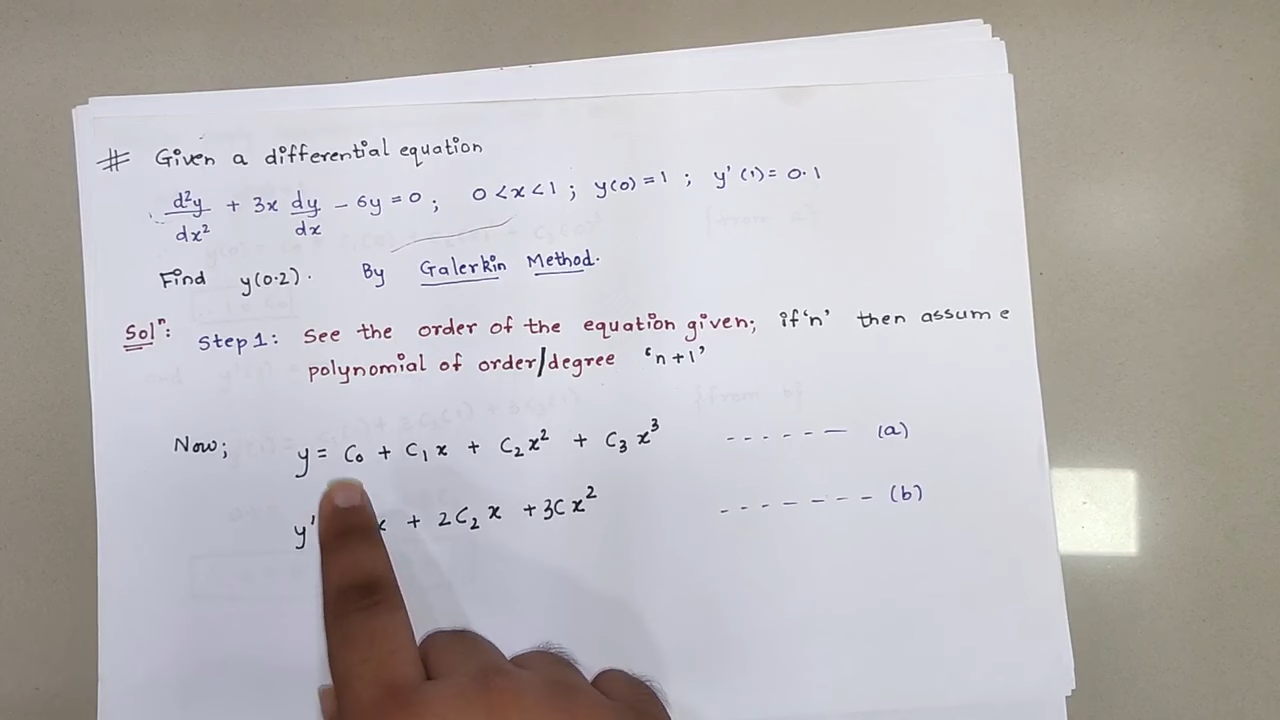 # Given a differential equation
d²y/dx² + 3x dy/dx - 6y = 0 ; 0 < x < 1 ; y(0) = 1 ; y'(1) = 0.1
Find y(0.2). By Galerkin Method.
Solⁿ: Step 1: See the order of the equation given; if 'n' then assume
polynomial of order/degree 'n+1'
Now; y = C₀ + C₁x + C₂x² + C₃x³ ------ (a)
y' x + 2C₂x + 3Cx² ------- (b)